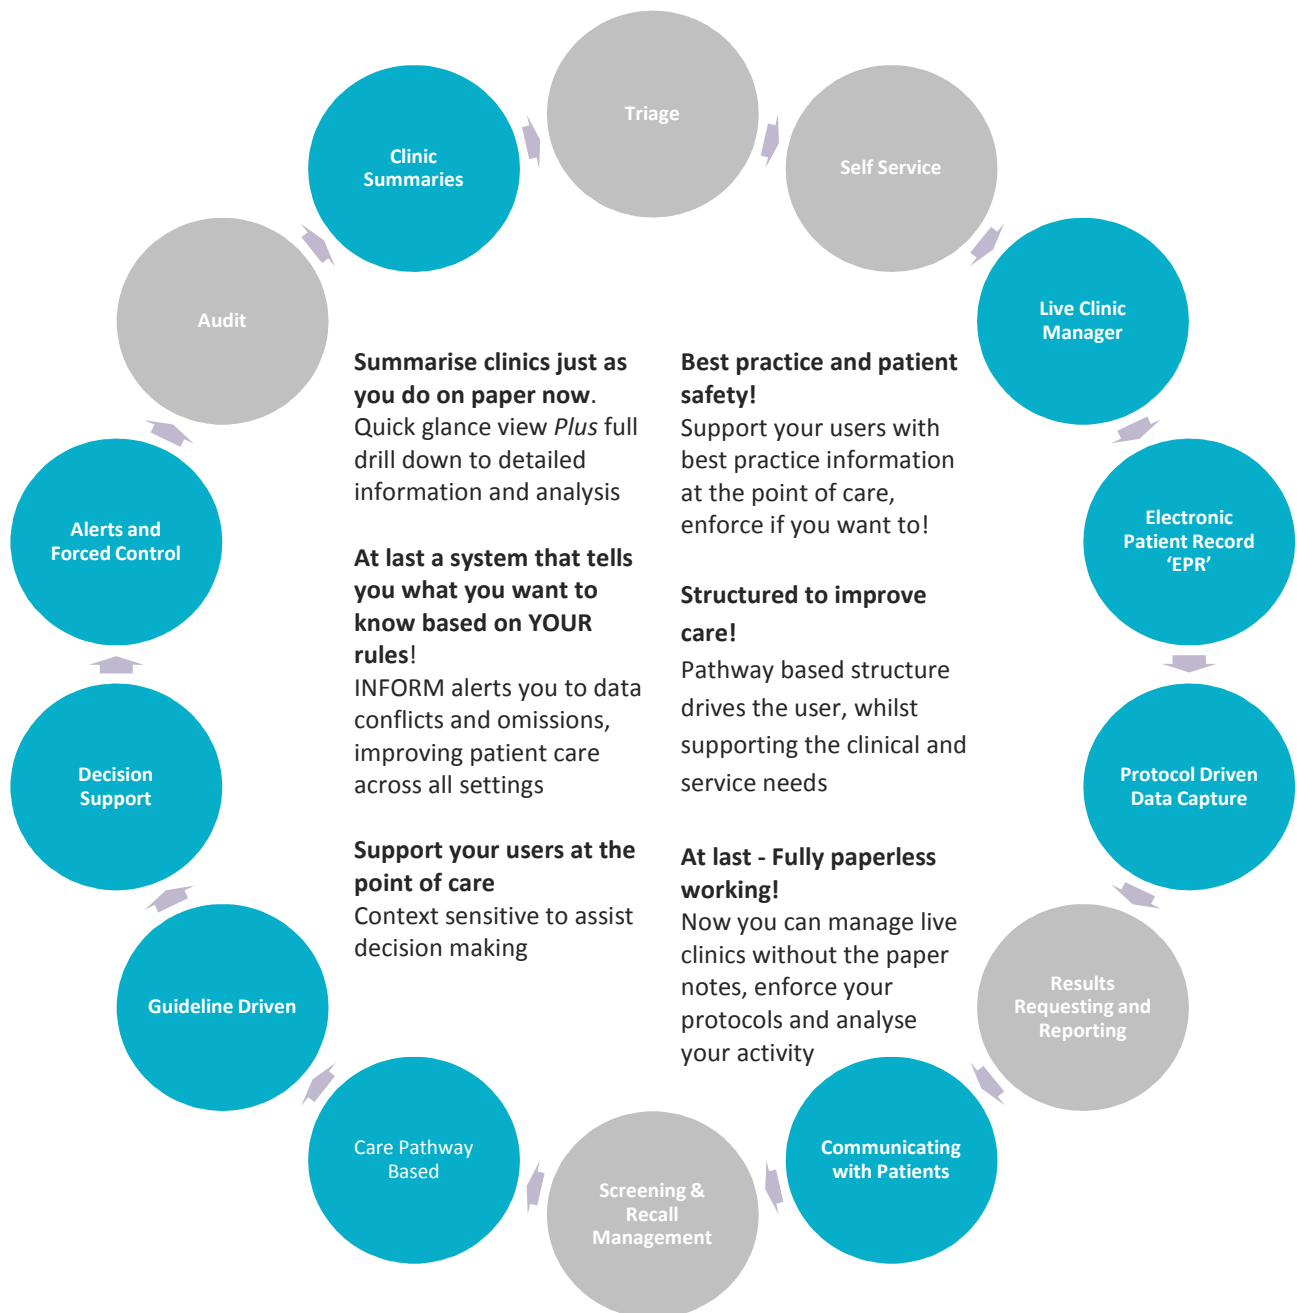 Triage
Self Service
Live Clinic
Manager
Electronic
Patient Record
‘EPR’
Protocol Driven
Data Capture
Results
Requesting and
Reporting
Communicating
with Patients
Screening &
Recall
Management
Care Pathway
Based
Guideline Driven
Decision
Support
Alerts and
Forced Control
Audit
Clinic
Summaries
Summarise clinics just as
you do on paper now.
Quick glance view Plus full
drill down to detailed
information and analysis
At last a system that tells
you what you want to
know based on YOUR
rules!
INFORM alerts you to data
conflicts and omissions,
improving patient care
across all settings
Support your users at the
point of care
Context sensitive to assist
decision making
Best practice and patient
safety!
Support your users with
best practice information
at the point of care,
enforce if you want to!
Structured to improve
care!
Pathway based structure
drives the user, whilst
supporting the clinical and
service needs
At last - Fully paperless
working!
Now you can manage live
clinics without the paper
notes, enforce your
protocols and analyse
your activity